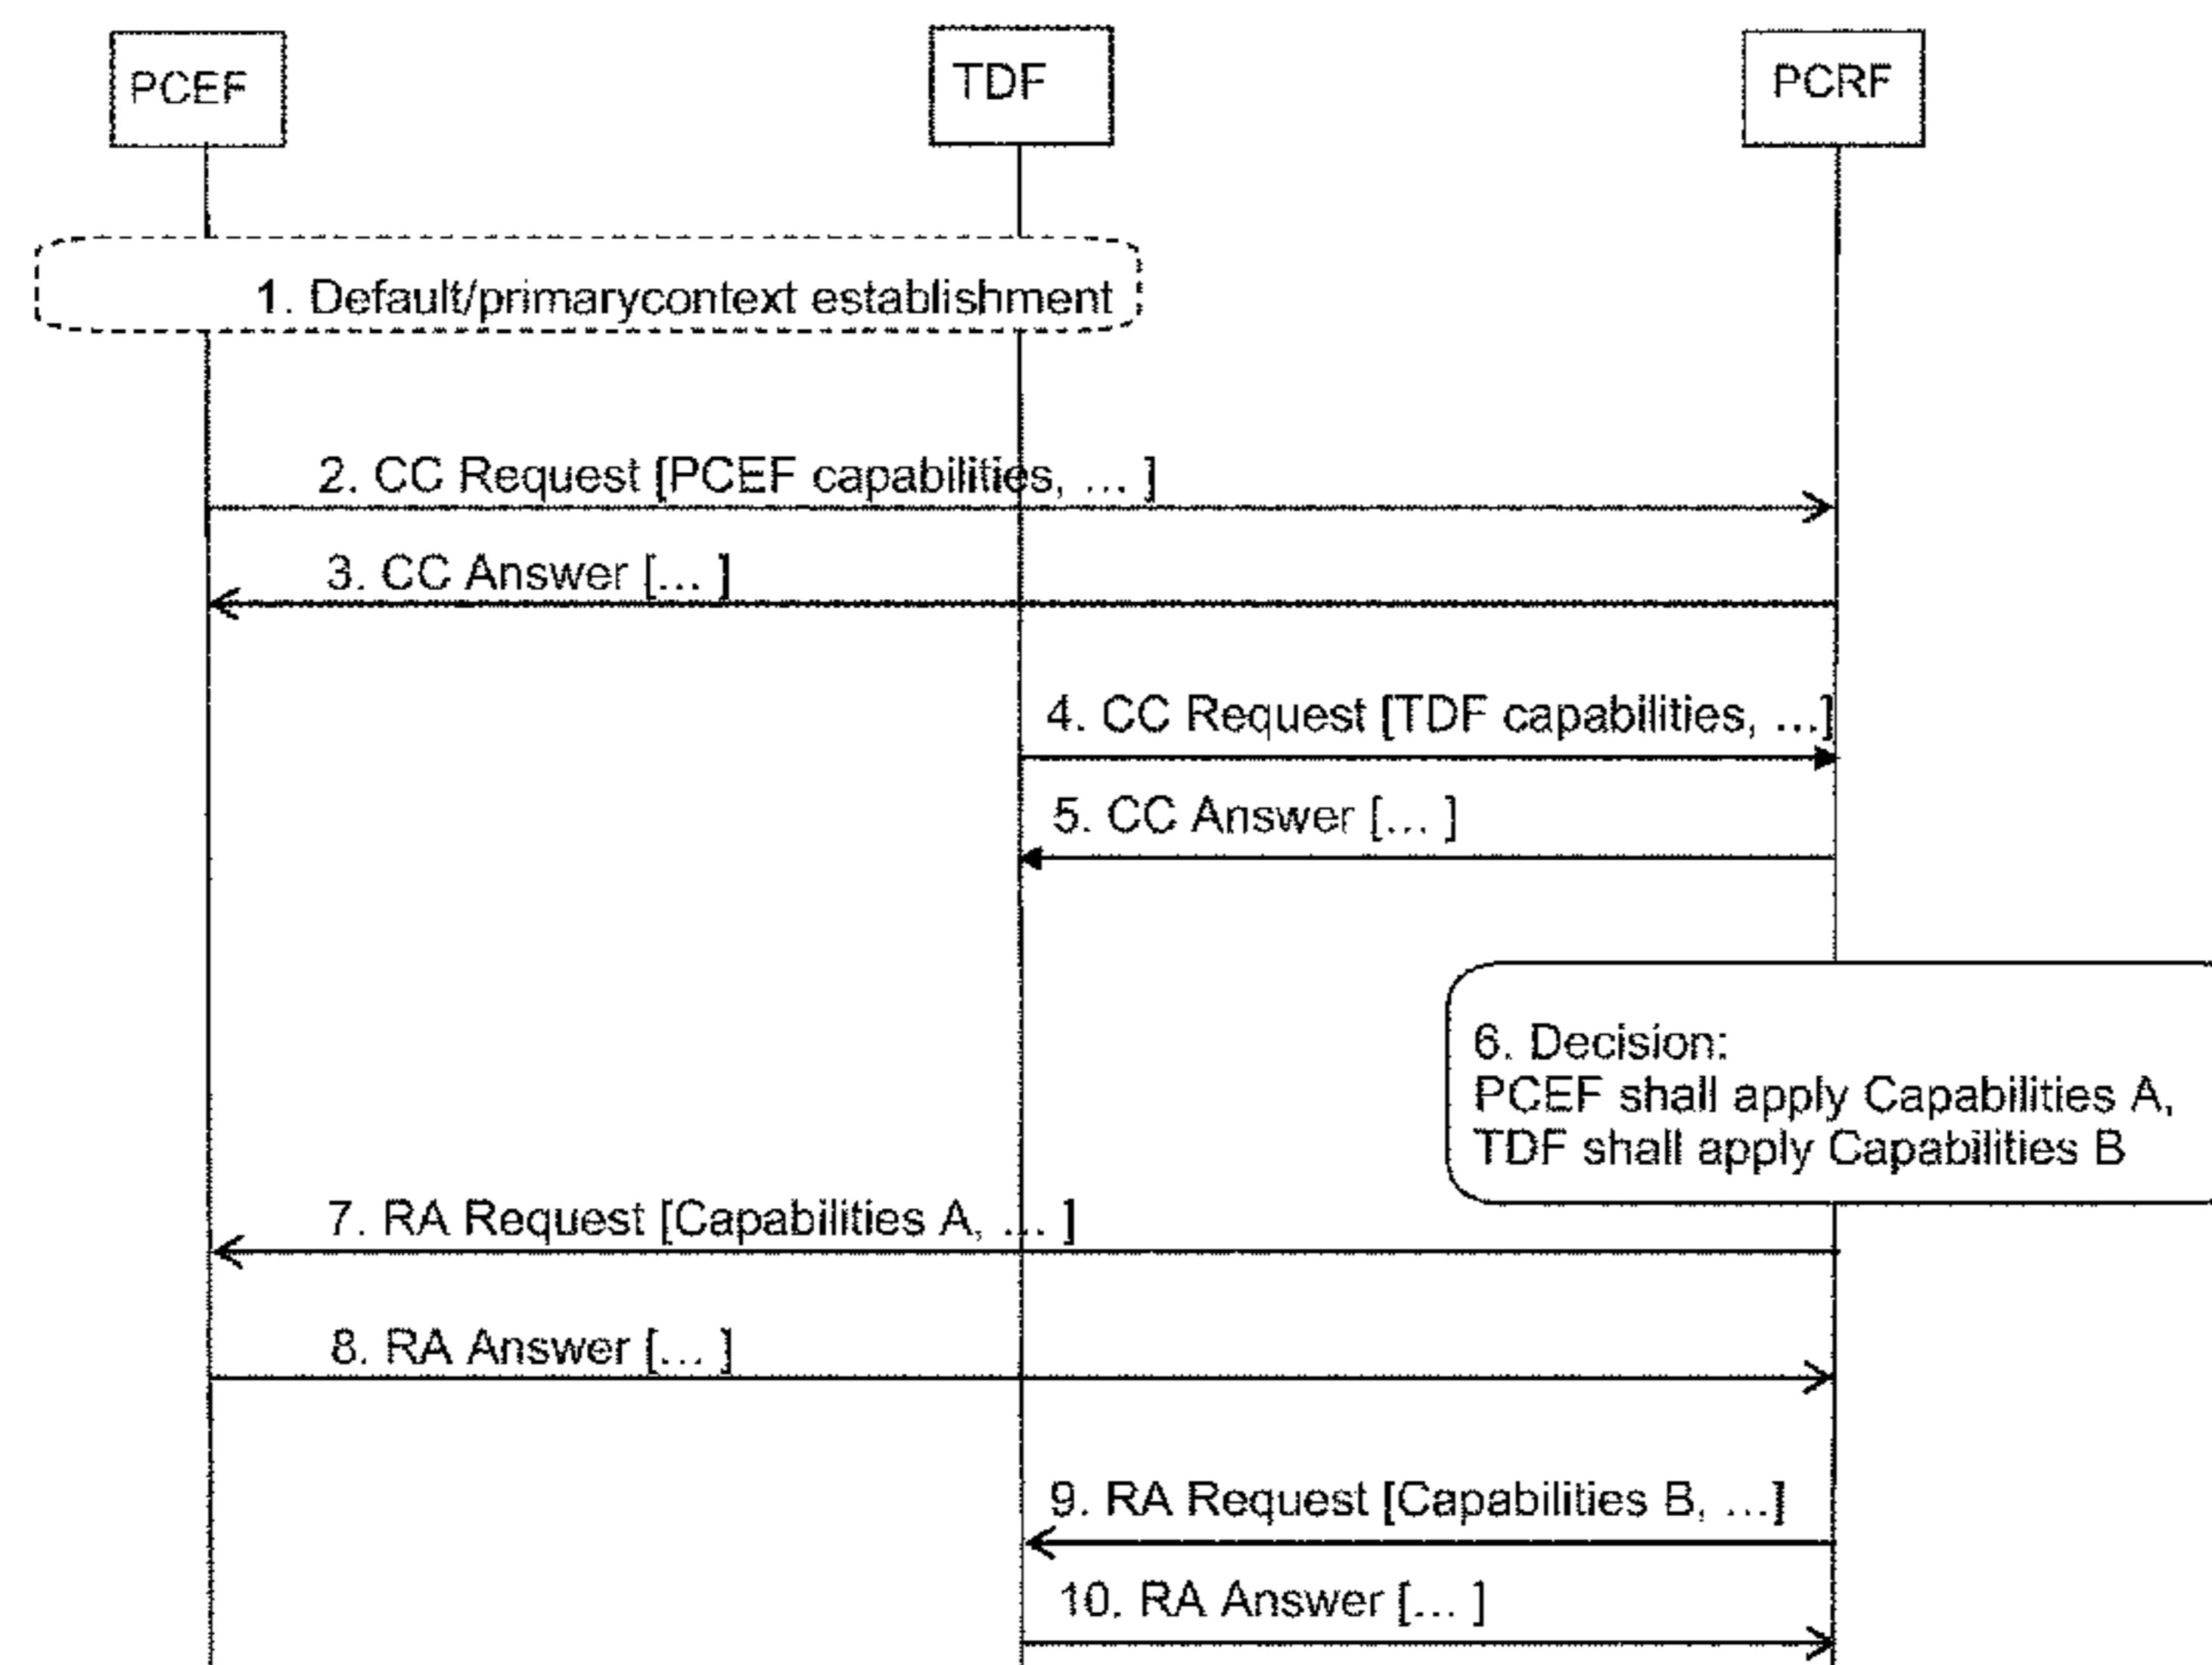 PCEF
TDF
PCRF
1. Default/primarycontext establishment
2. CC Request [PCEF capabilities, ... ]
3. CC Answer [... ]
4. CC Request [TDF capabilities, ...]
5. CC Answer [... ]
6. Decision:
PCEF shall apply Capabilities A,
TDF shall apply Capabilities B
7. RA Request [Capabilities A, ... ]
8. RA Answer [... ]
9. RA Request [Capabilities B, ...]
10. RA Answer [... ]